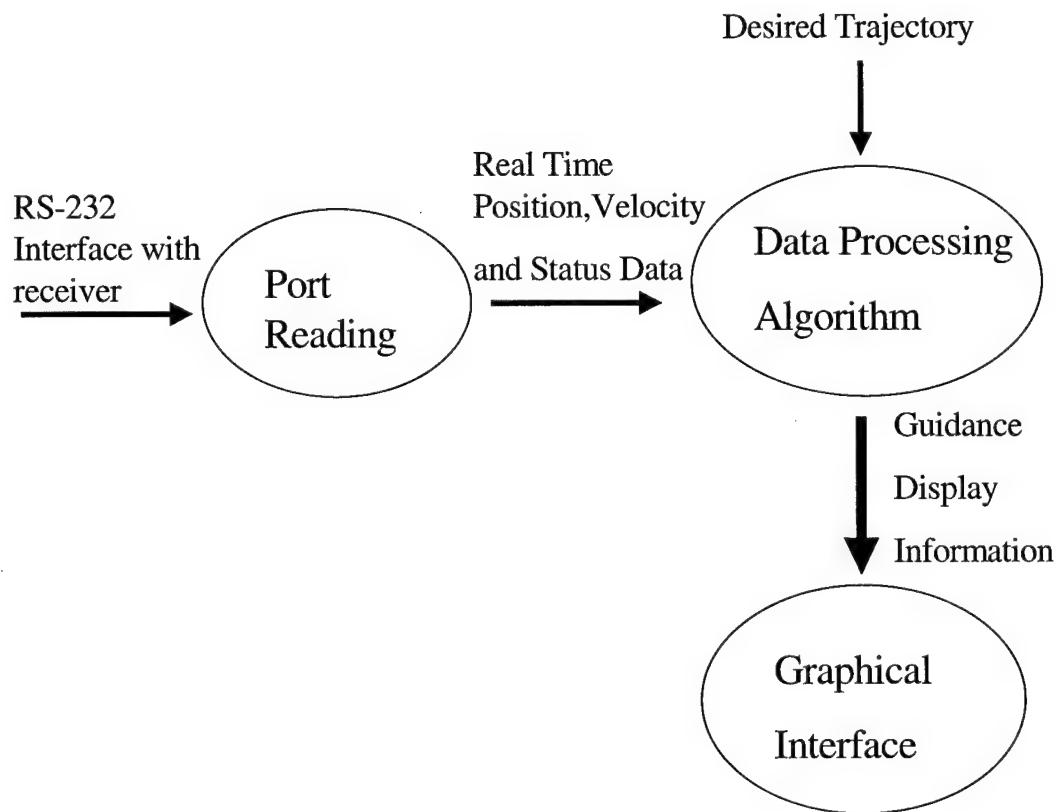 Desired Trajectory
RS-232
Interface with
receiver
Port
Reading
Real Time
Position,Velocity
and Status Data
Data Processing
Algorithm
Guidance
Display
Information
Graphical
Interface